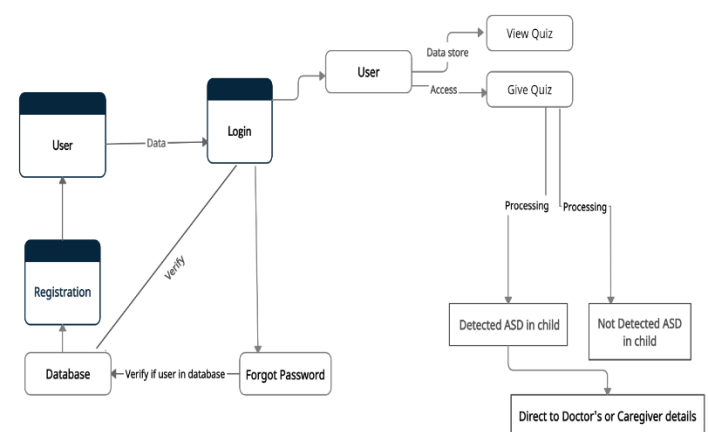 View Quiz
Data store
User
Access
Give Quiz
User
Data
Login
Processing
Processing
Verify
Registration
Detected ASD in child
Not Detected ASD
in child
Database
Verify if user in database
Forgot Password
Direct to Doctor's or Caregiver details